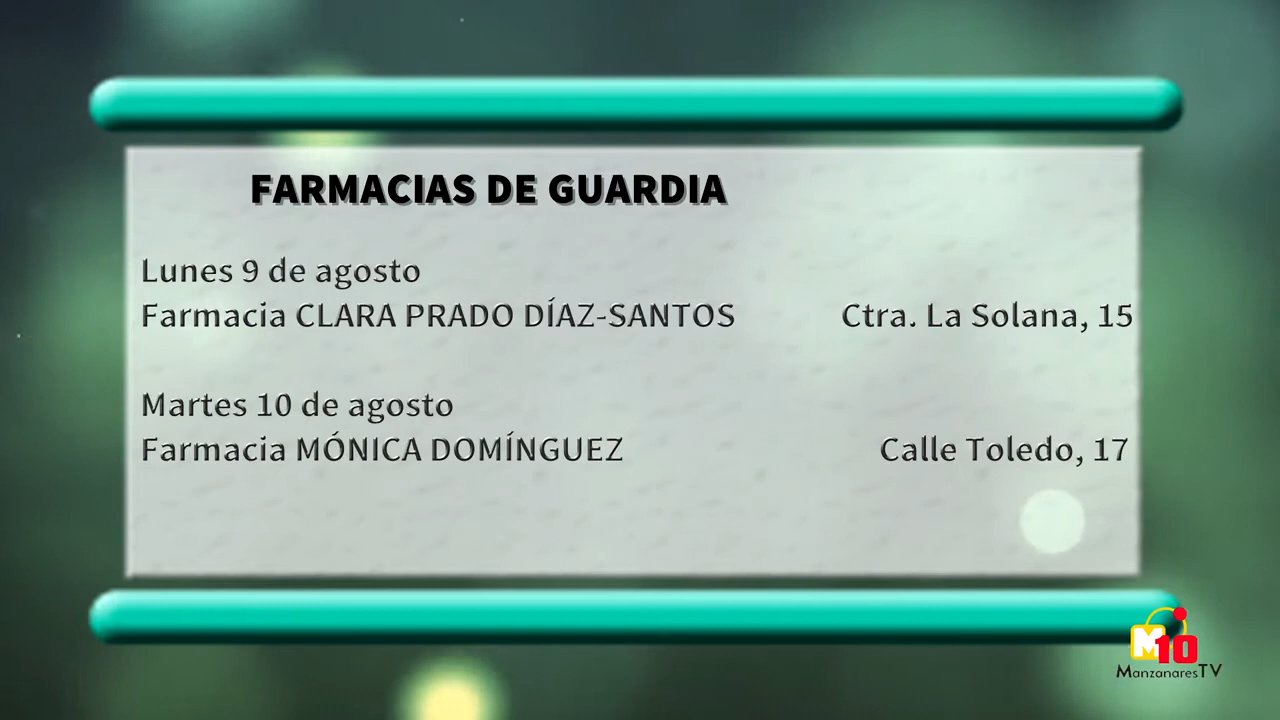 FARMACIAS DE GUARDIA
Lunes 9 de agosto
Farmacia CLARA PRADO DÍAZ-SANTOS Ctra. La Solana, 15
Martes 10 de agosto
Farmacia MÓNICA DOMÍNGUEZ Calle Toledo, 17
M10
ManzanaresTV